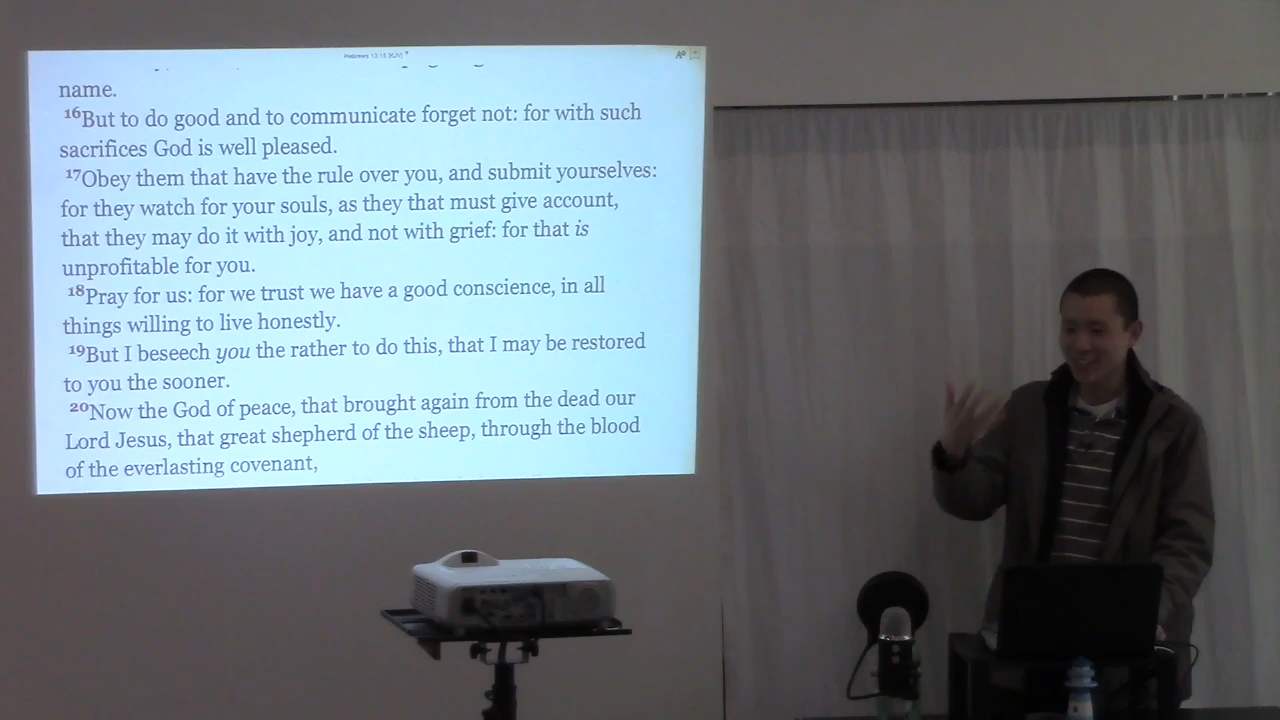 Hebrews 13:15 (KJV)
name.
16But to do good and to communicate forget not: for with such
sacrifices God is well pleased.
17Obey them that have the rule over you, and submit yourselves:
for they watch for your souls, as they that must give account,
that they may do it with joy, and not with grief: for that is
unprofitable for you.
18Pray for us: for we trust we have a good conscience, in all
things willing to live honestly.
19But I beseech you the rather to do this, that I may be restored
to you the sooner.
20Now the God of peace, that brought again from the dead our
Lord Jesus, that great shepherd of the sheep, through the blood
of the everlasting covenant,